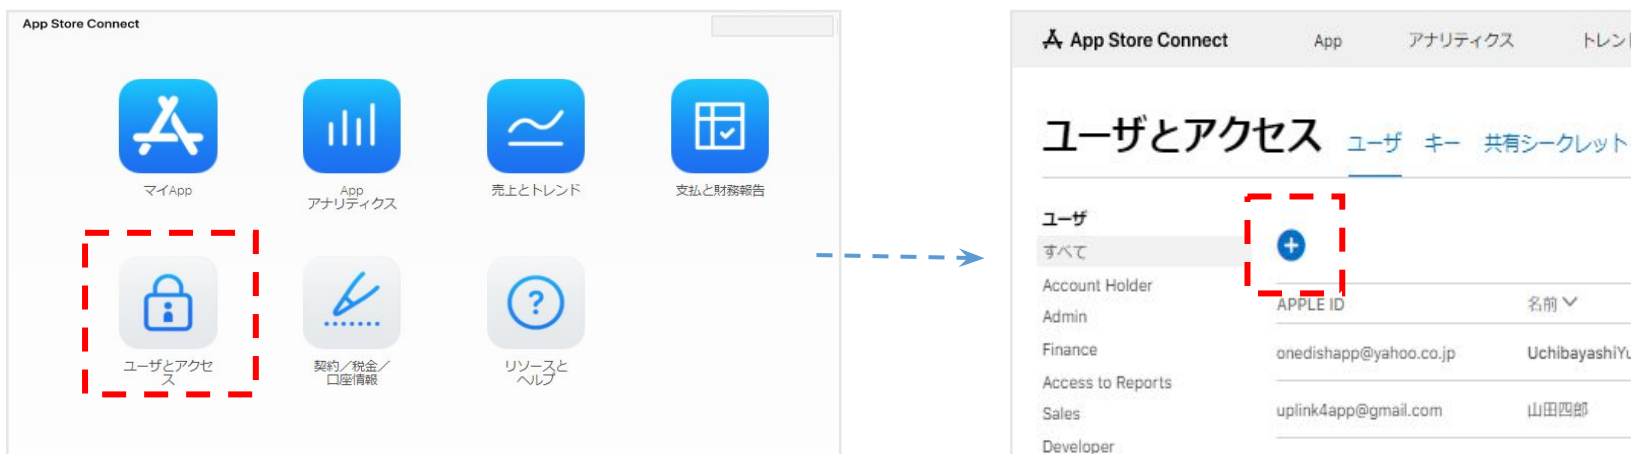 App Store Connect
マイApp
App
アナリティクス
売上とトレンド
支払と財務報告
ユーザとアクセ
ス
契約／税金／
口座情報
リソースと
ヘルプ
App Store Connect
App
アナリティクス
トレンド
ユーザとアクセス
ユーザ
キー
共有シークレット
ユーザ
すべて
Account Holder
Admin
Finance
Access to Reports
Sales
Developer
APPLE ID
名前
onedishapp@yahoo.co.jp
UchibayashiYu
uplink4app@gmail.com
山田四郎